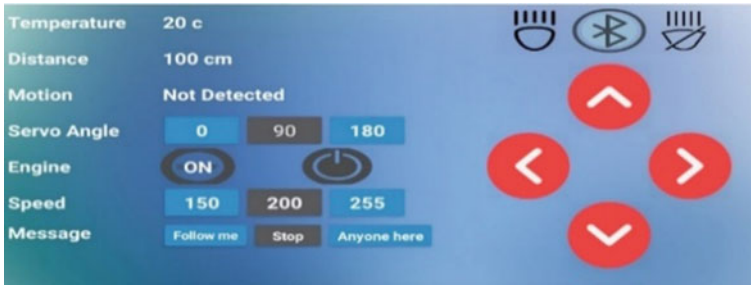 Temperature 20 c
Distance 100 cm
Motion Not Detected
Servo Angle 0 90 180
Engine ON
Speed 150 200 255
Message Follow me Stop Anyone here